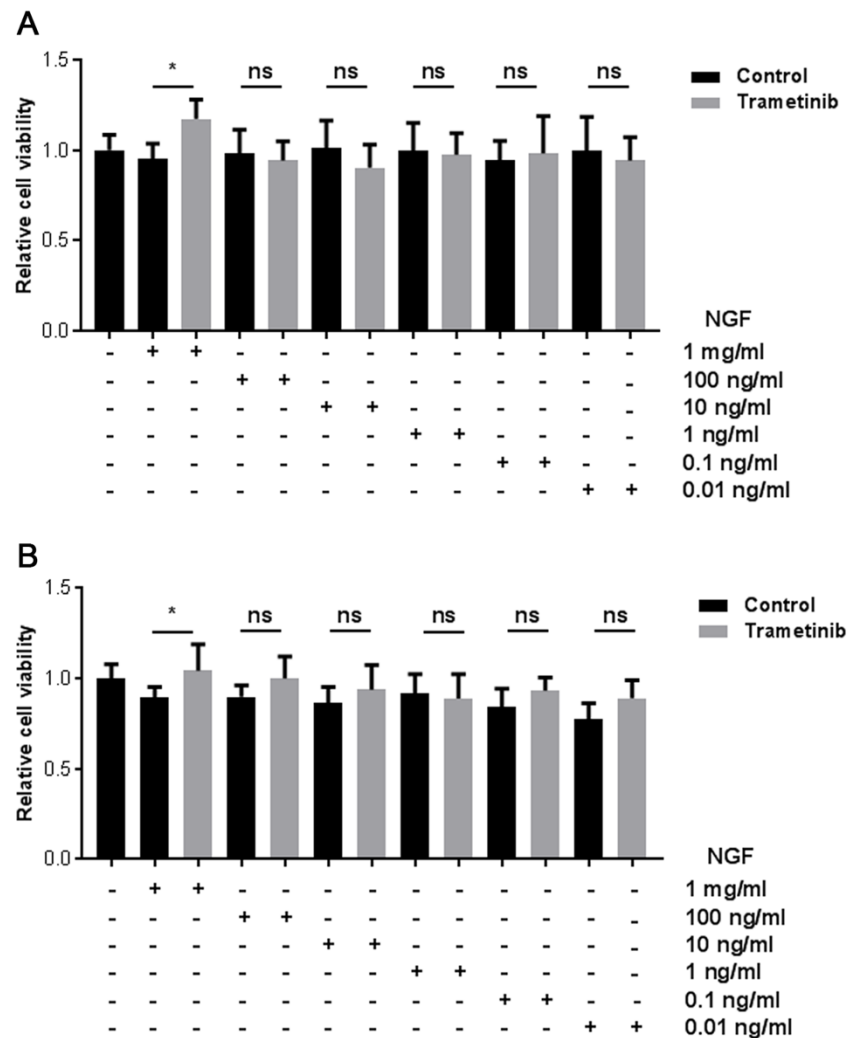 A
1.5
* ns ns ns ns ns
Control
Trametinib
1.0
Relative cell viability
0.5
0.0
NGF
- + + - - - - - - - - - - 1 mg/ml
- - - + + - - - - - - - - 100 ng/ml
- - - - - + + - - - - - - 10 ng/ml
- - - - - - - + + - - - - 1 ng/ml
- - - - - - - - - + + - - 0.1 ng/ml
- - - - - - - - - - - + + 0.01 ng/ml
B
1.5
* ns ns ns ns ns
Control
Trametinib
1.0
Relative cell viability
0.5
0.0
NGF
- + + - - - - - - - - - - 1 mg/ml
- - - + + - - - - - - - - 100 ng/ml
- - - - - + + - - - - - - 10 ng/ml
- - - - - - - + + - - - - 1 ng/ml
- - - - - - - - - + + - - 0.1 ng/ml
- - - - - - - - - - - + + 0.01 ng/ml